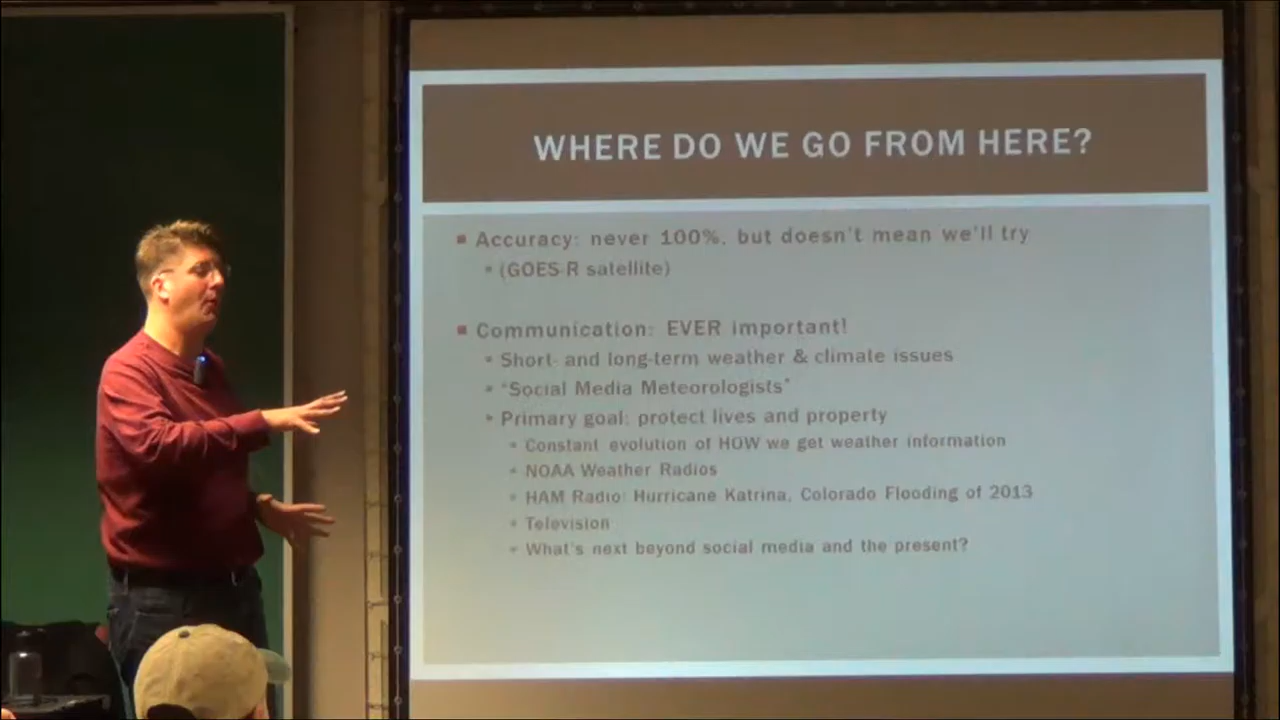 WHERE DO WE GO FROM HERE?
Accuracy: never 100%, but doesn't mean we'll try
(GOES-R satellite)
Communication: EVER important!
Short- and long-term weather & climate issues
"Social Media Meteorologists"
Primary goal: protect lives and property
Constant evolution of HOW we get weather information
NOAA Weather Radios
HAM Radio: Hurricane Katrina, Colorado Flooding of 2013
Television
What's next beyond social media and the present?